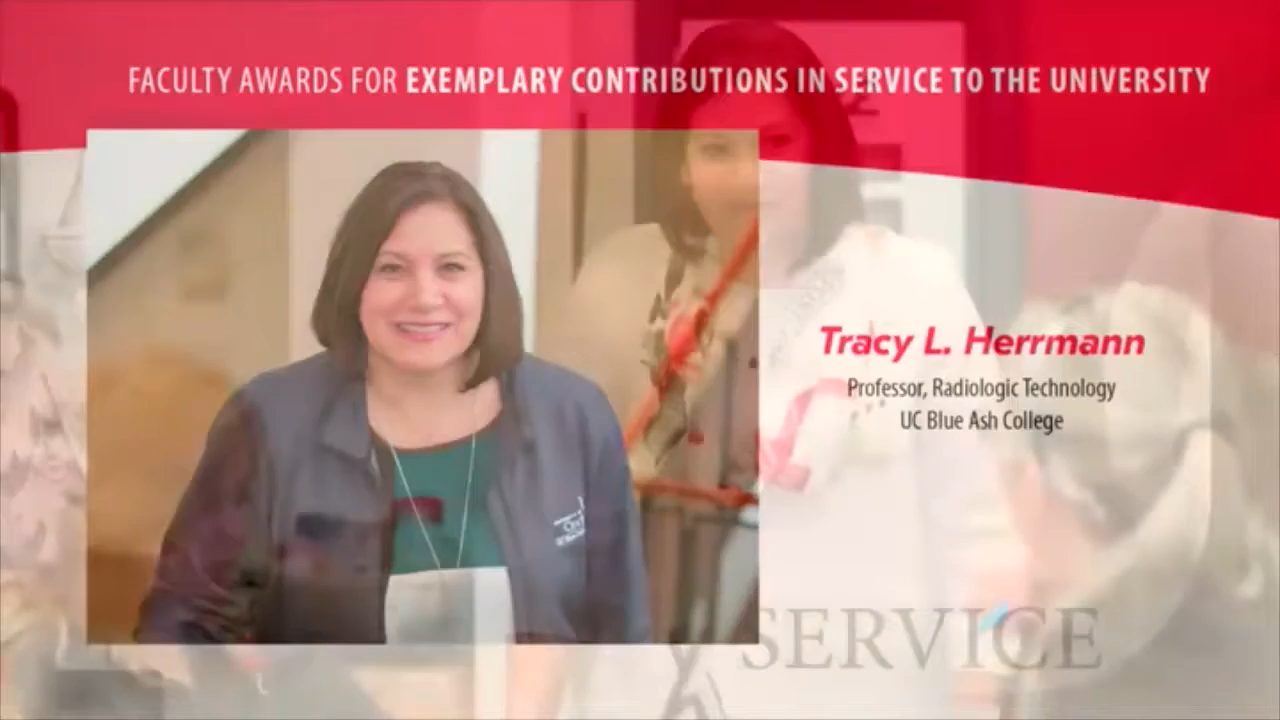 FACULTY AWARDS FOR EXEMPLARY CONTRIBUTIONS IN SERVICE TO THE UNIVERSITY
Tracy L. Herrmann
Professor, Radiologic Technology
UC Blue Ash College
SERVICE